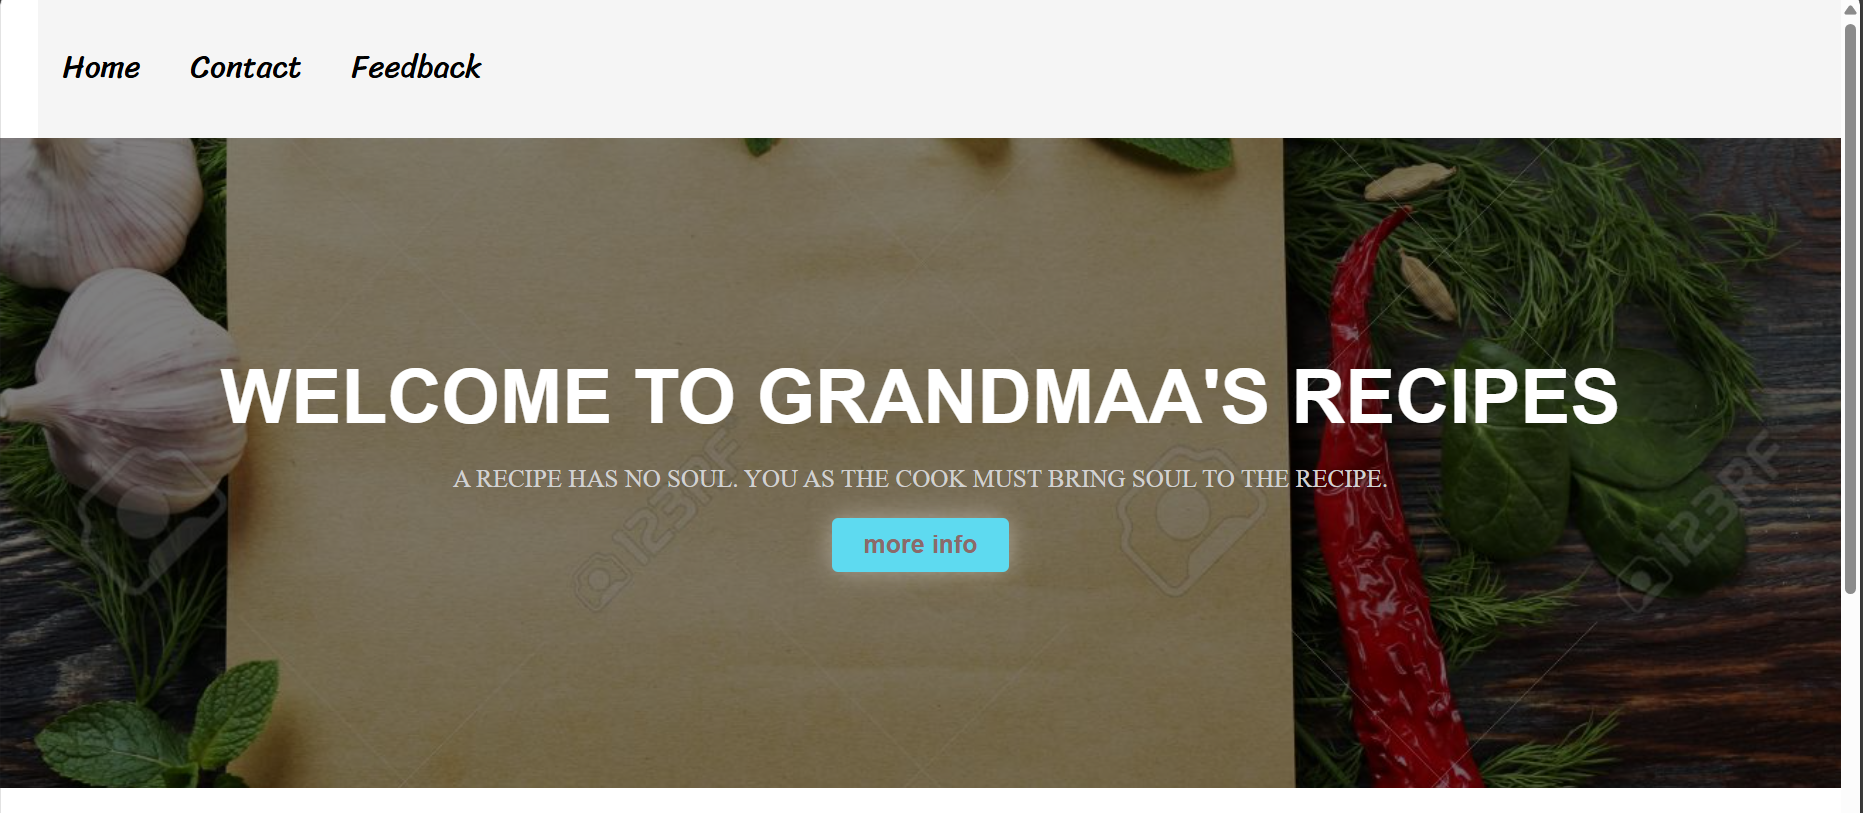 Home Contact Feedback
WELCOME TO GRANDMAA'S RECIPES
A RECIPE HAS NO SOUL. YOU AS THE COOK MUST BRING SOUL TO THE RECIPE.
123RF
123RF
more info